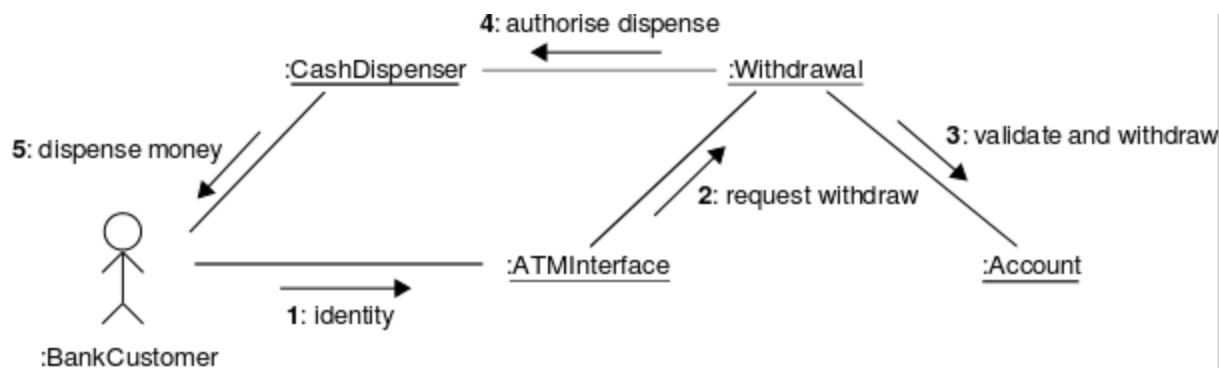 4: authorise dispense
:CashDispenser
:Withdrawal
5: dispense money
3: validate and withdraw
2: request withdraw
:ATMInterface
:Account
1: identity
:BankCustomer